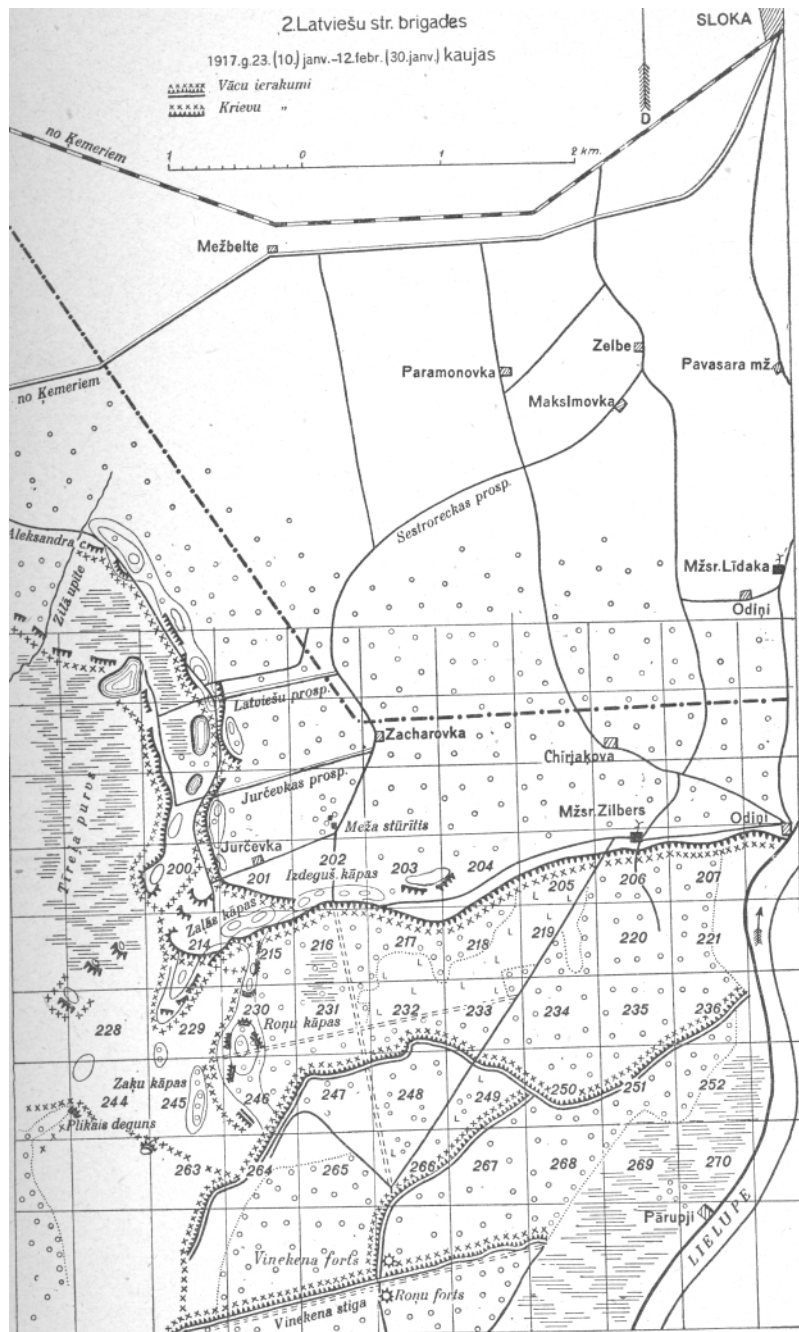 2.Latviešu str. brigades
SLOKA
1917.g.23.(10.) janv.-12.febr.(30.janv.) kaujas
Vācu ierakumi
Krievu „
D
no Ķemeriem
1 0 1 2 km.
Mežbelte
Zelbe
Paramonovka
Pavasara mž.
no Ķemeriem
Maksimovka
Sestroreckas prosp.
Aleksandra c.
Zilā upīte
Mžsr.Līdaka
Odiņi
Latviešu prosp.
Zacharovka
Chirjakova
Jurčevkas prosp.
Meža stūrītis
Mžsr.Zilbers
Odiņi
Jurčevka
Tīreļa purvs
200 201 202 203 204 205 206 207
Izdeguš. kāpas
Zaļās kāpas
214 215 216 217 218 219 220 221
228 229 230 231 232 233 234 235 236
Roņu kāpas
Zaķu kāpas
244 245 246 247 248 249 250 251 252
Plikais deguns
263 264 265 266 267 268 269 270
Pārupji
LIELUPE
Vinekena forts
Roņu forts
Vinekena stiga